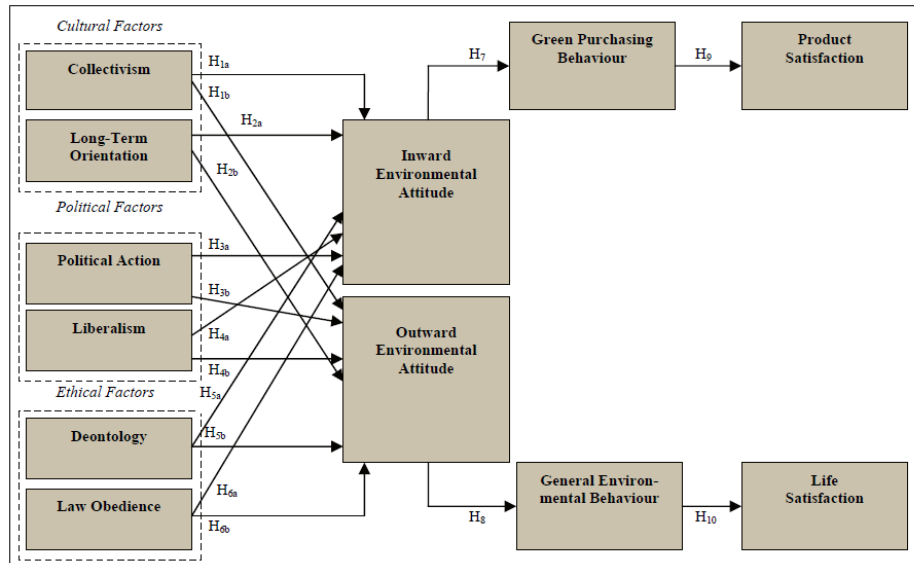 Cultural Factors
Collectivism
Long-Term
Orientation
Political Factors
Political Action
Liberalism
Ethical Factors
Deontology
Law Obedience
H1a
H1b
H2a
H2b
H3a
H3b
H4a
H4b
H5a
H5b
H6a
H6b
Inward
Environmental
Attitude
Outward
Environmental
Attitude
H7
Green Purchasing
Behaviour
H9
Product
Satisfaction
H8
General Environ-
mental Behaviour
H10
Life
Satisfaction